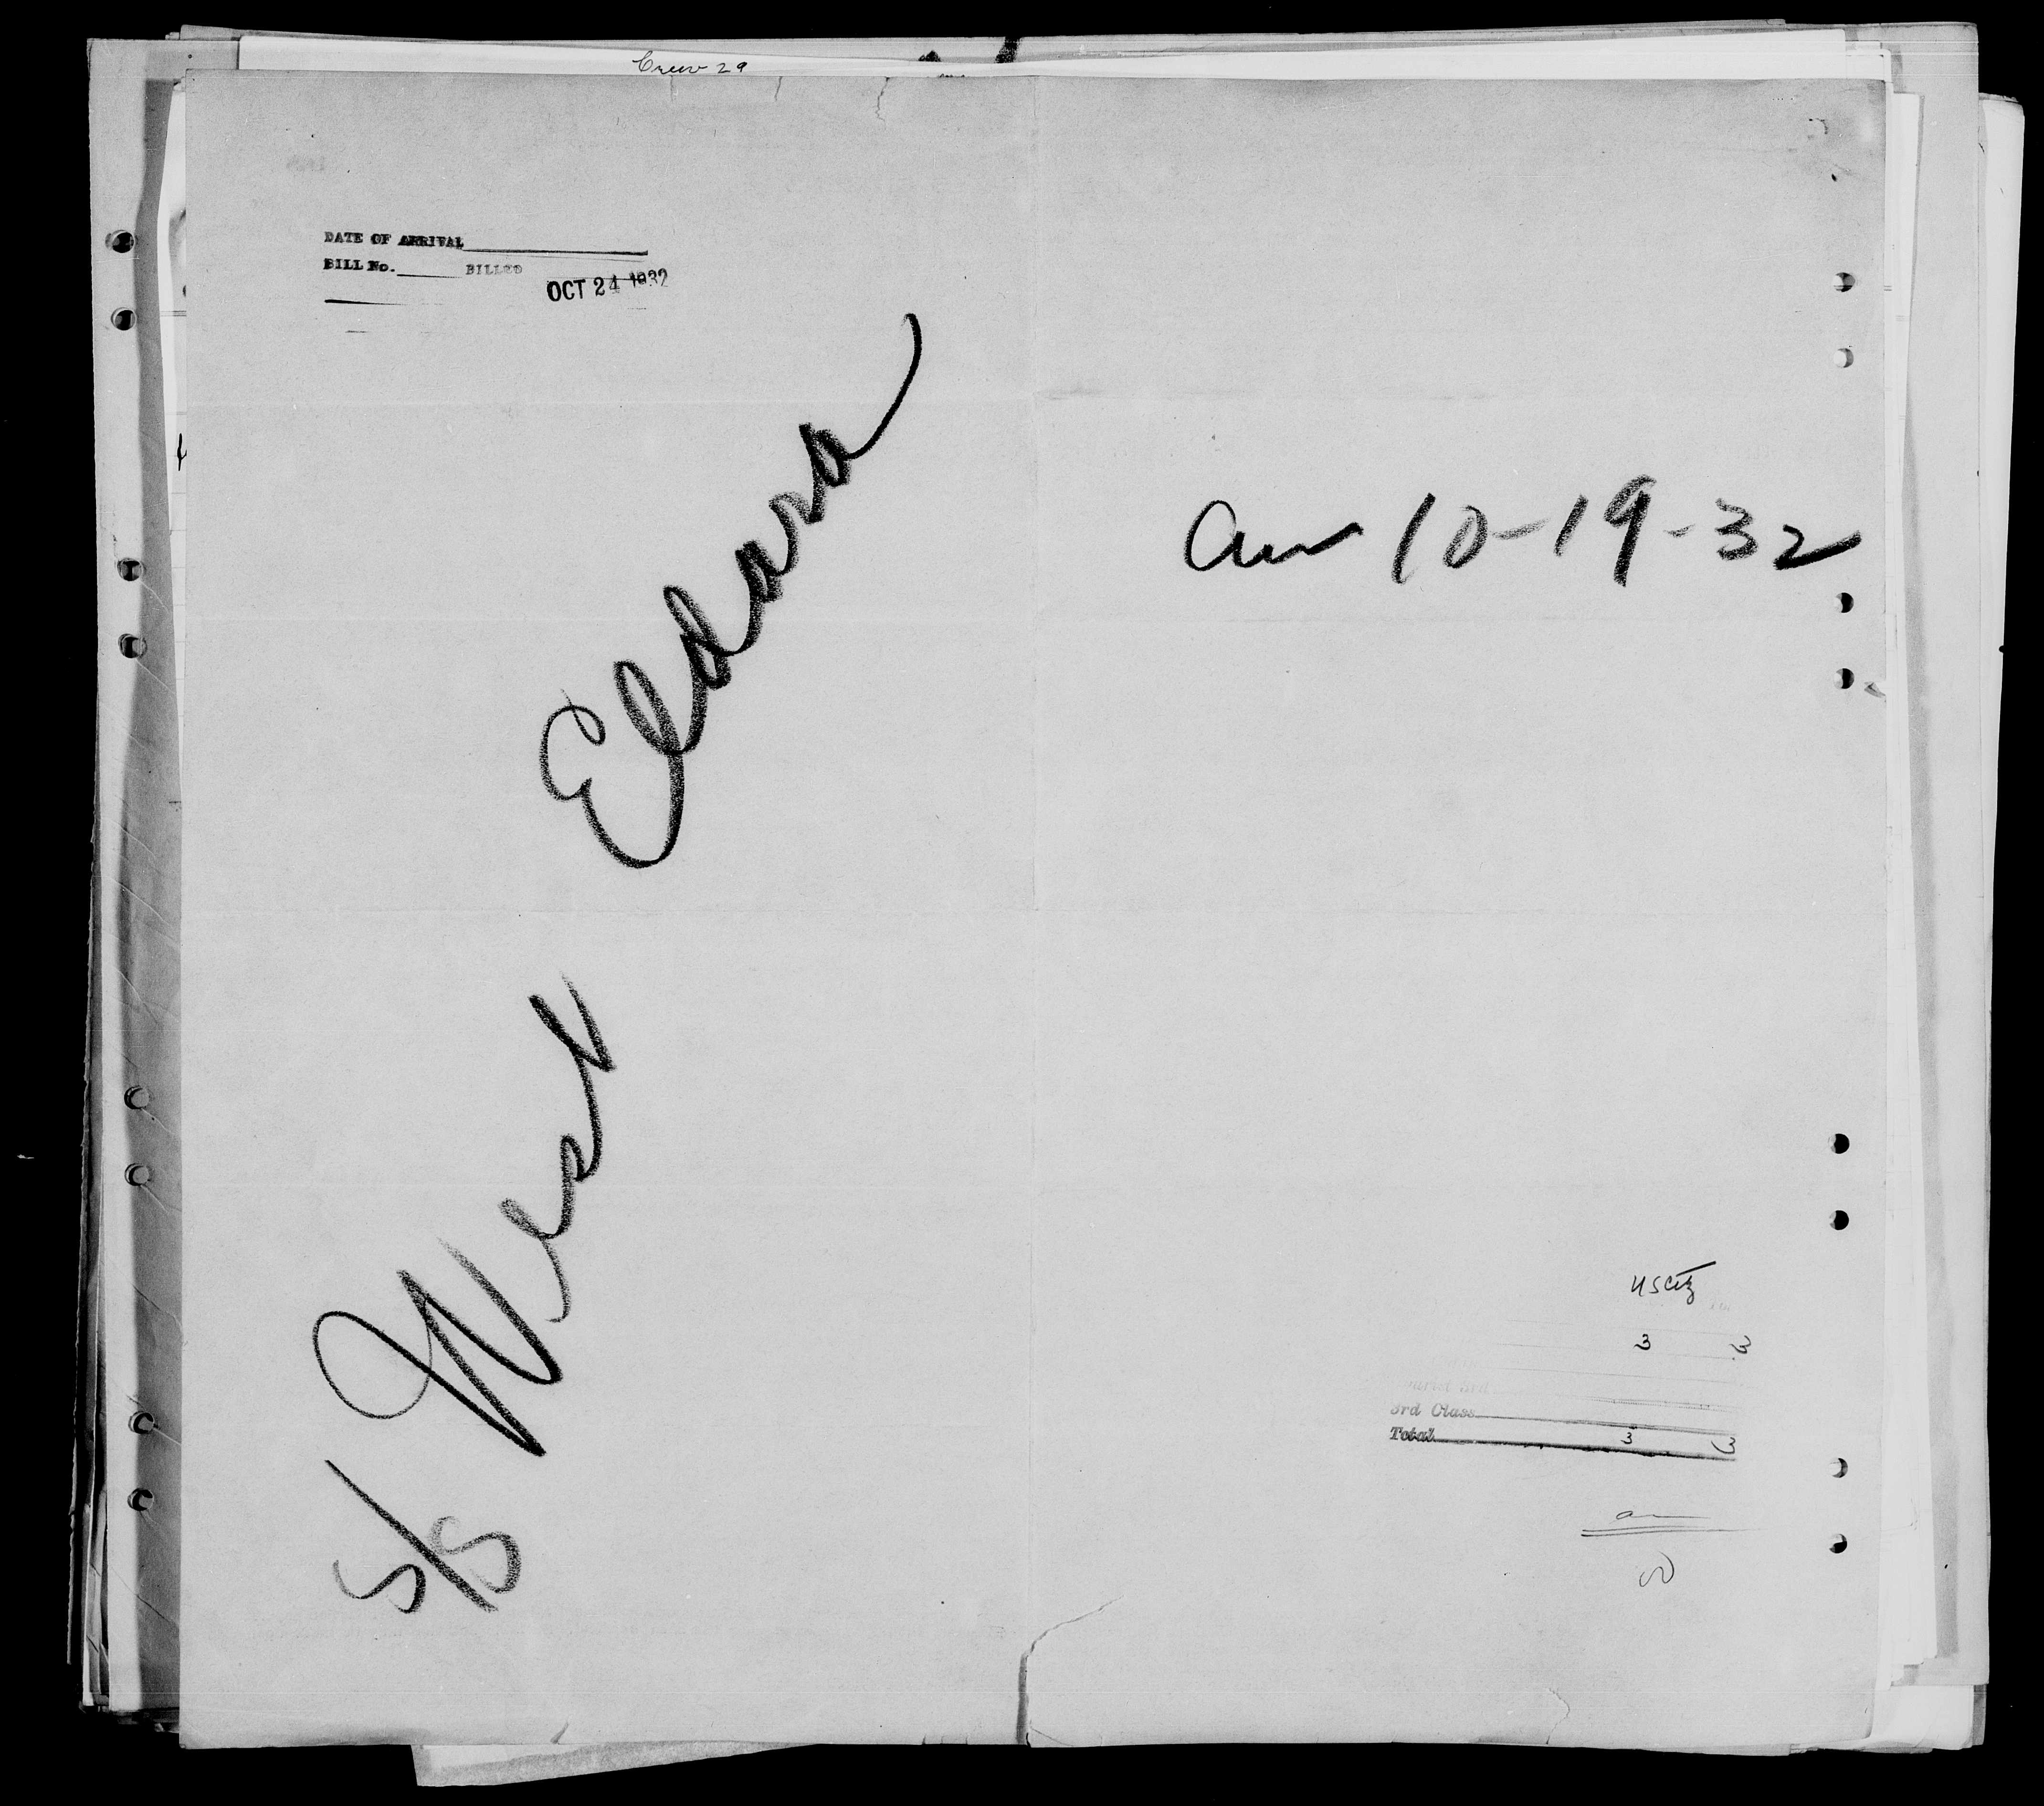 Crew 29
DATE OF ARRIVAL
BILL No. BILLED
OCT 24 1932
S/S West Eldara
Arr 10-19-32
US Citz
3 3
3rd Class
Total 3 3